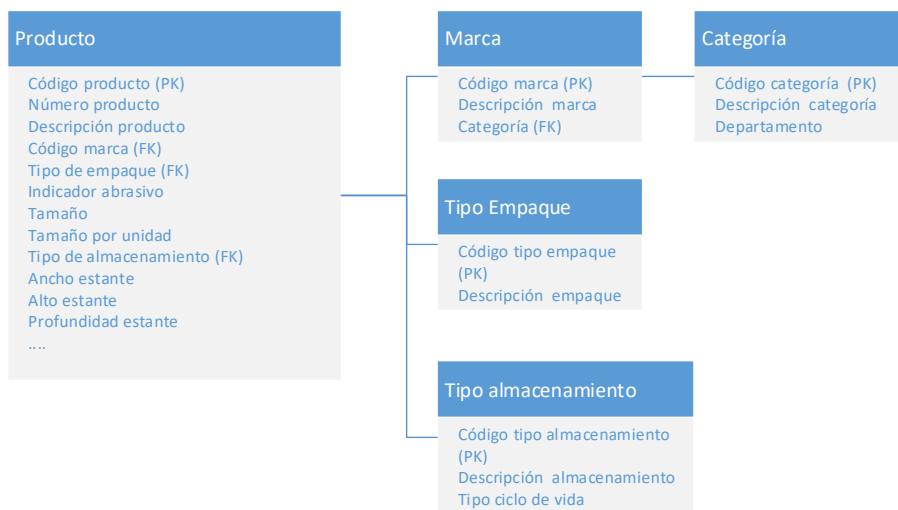 Producto
Código producto (PK)
Número producto
Descripción producto
Código marca (FK)
Tipo de empaque (FK)
Indicador abrasivo
Tamaño
Tamaño por unidad
Tipo de almacenamiento (FK)
Ancho estante
Alto estante
Profundidad estante
....
Marca
Código marca (PK)
Descripción marca
Categoría (FK)
Categoría
Código categoría (PK)
Descripción categoría
Departamento
Tipo Empaque
Código tipo empaque
(PK)
Descripción empaque
Tipo almacenamiento
Código tipo almacenamiento
(PK)
Descripción almacenamiento
Tipo ciclo de vida